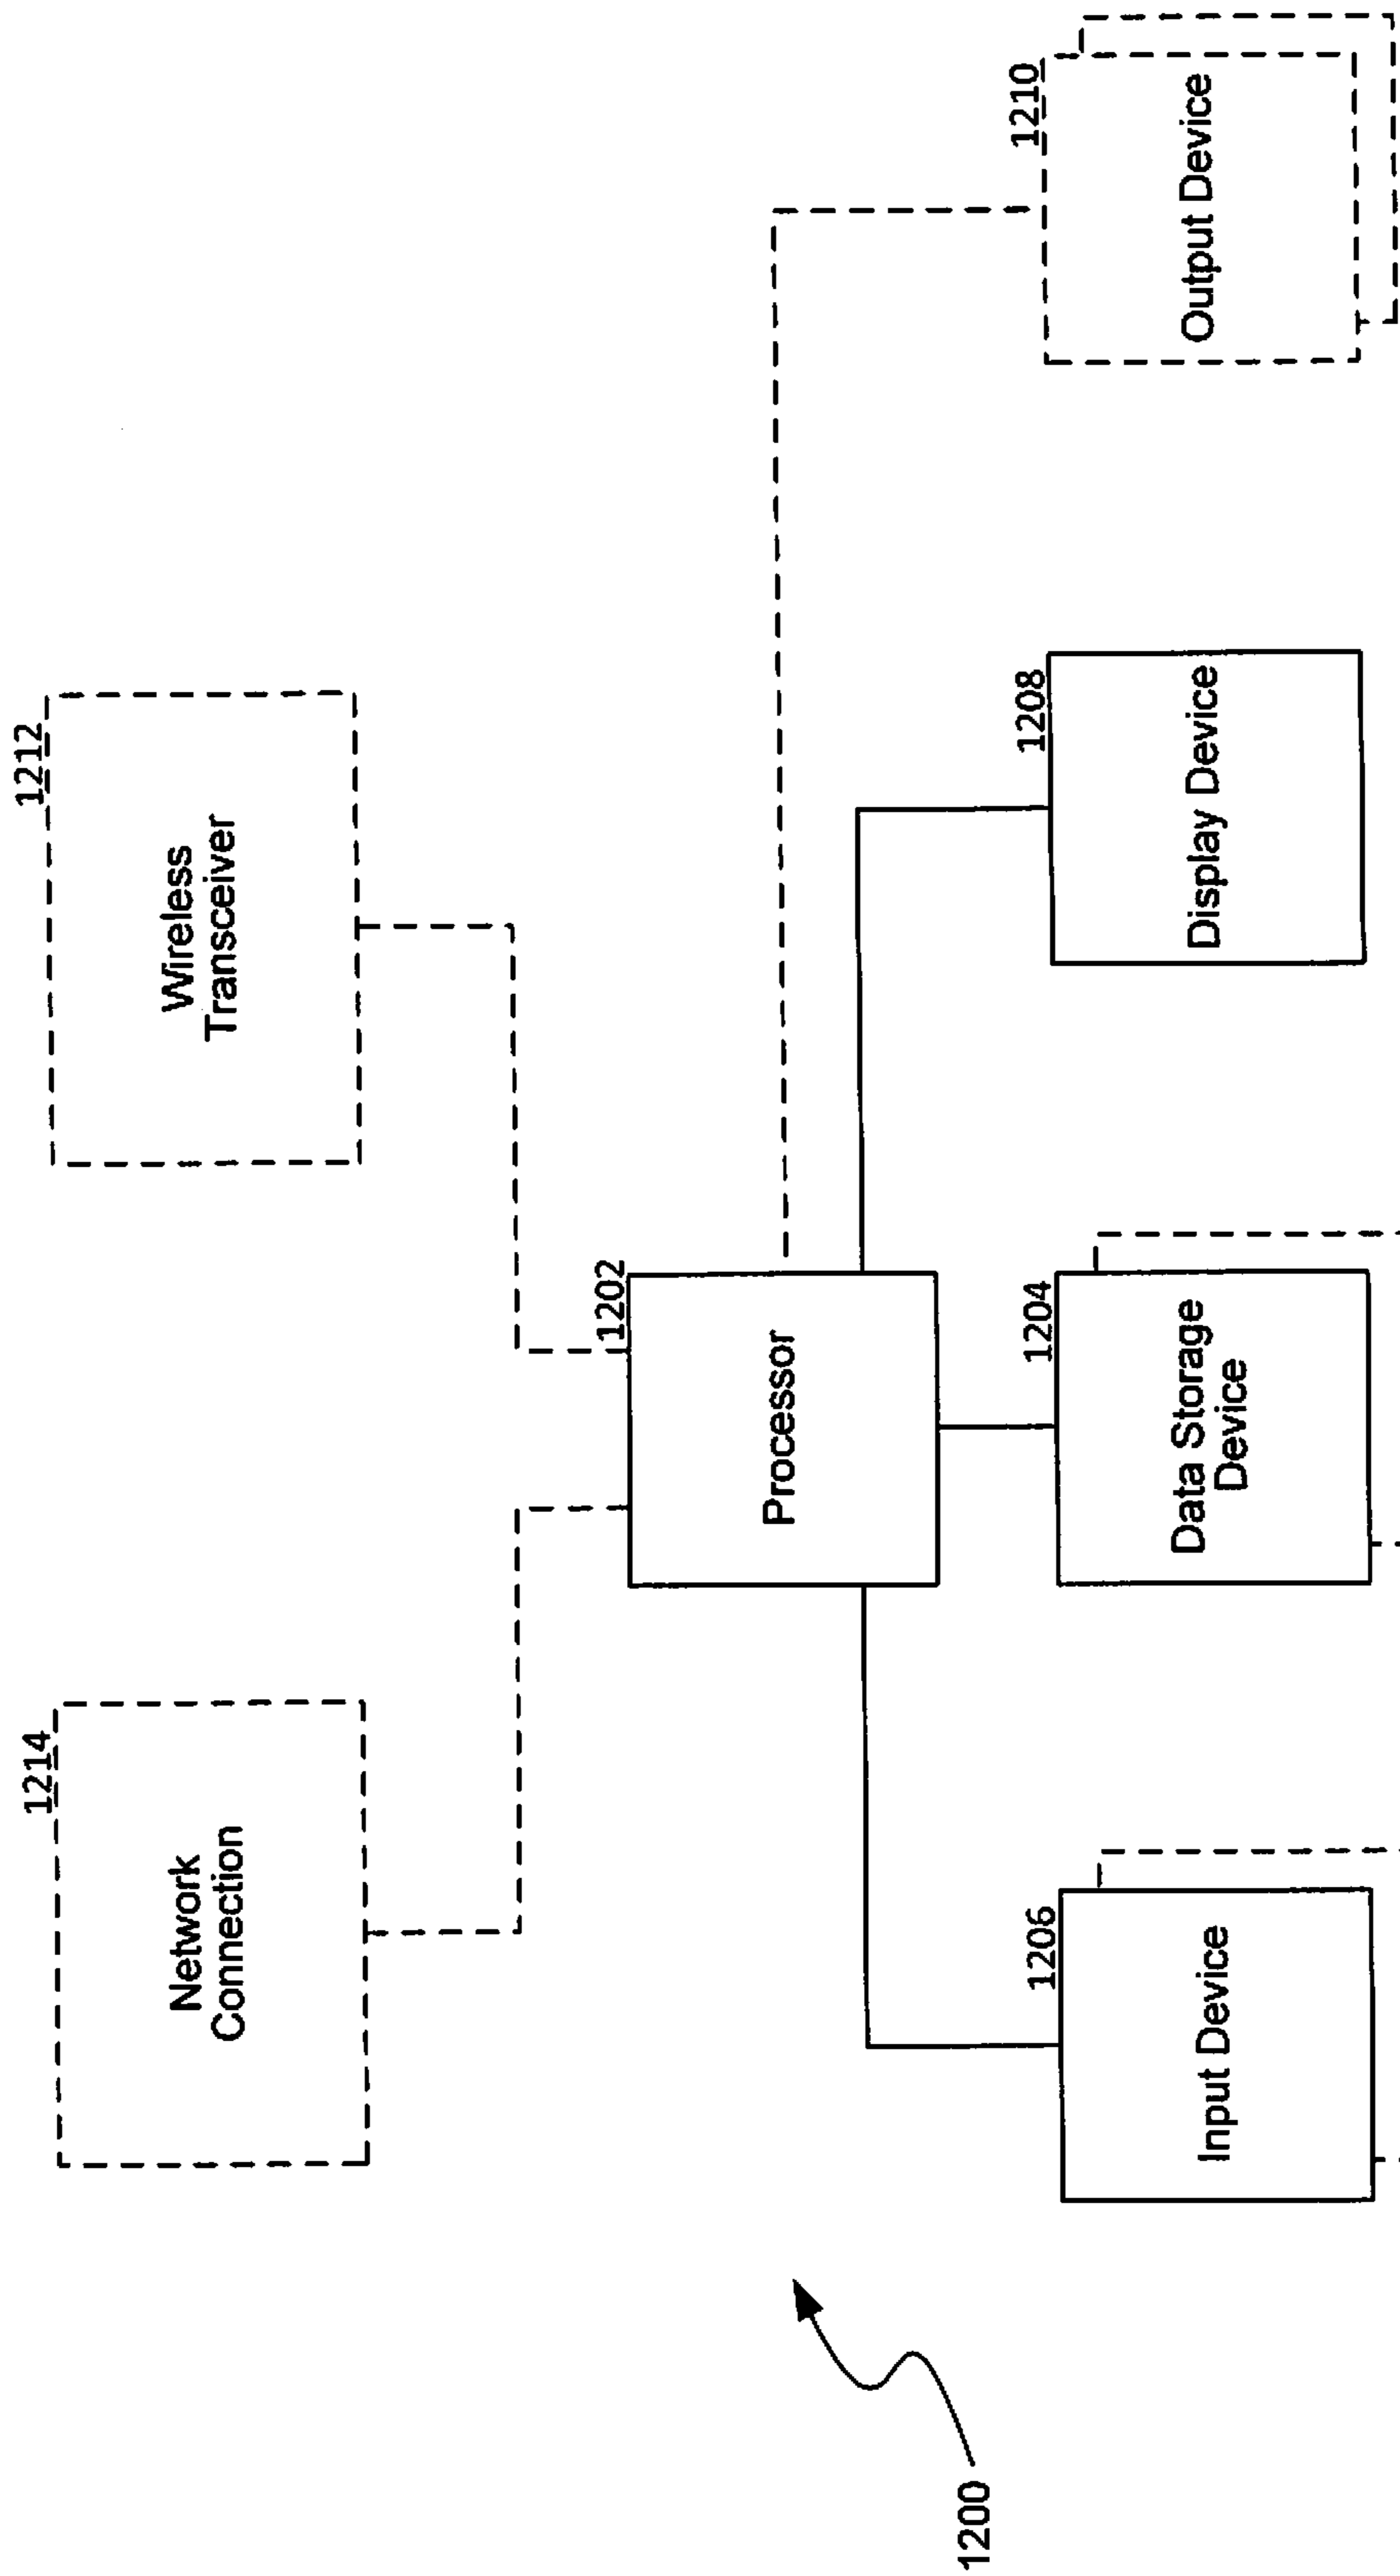 1214
Network
Connection
1212
Wireless
Transceiver
1202
Processor
1206
Input Device
1204
Data Storage
Device
1208
Display Device
1210
Output Device
1200